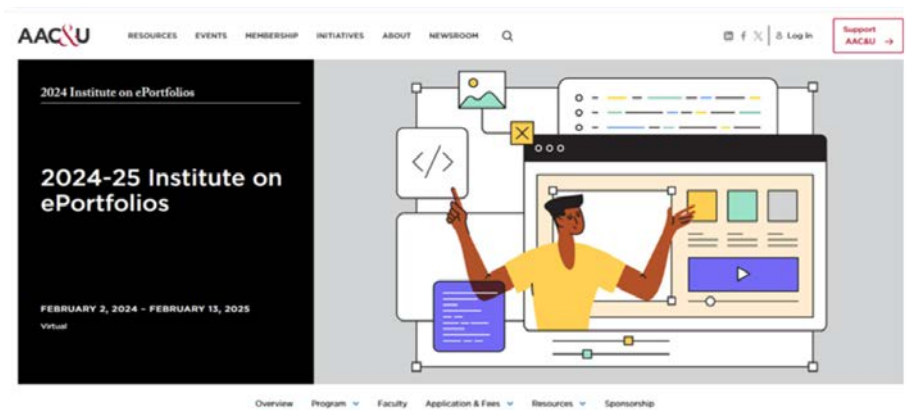 AAC&U
RESOURCES EVENTS MEMBERSHIP INITIATIVES ABOUT NEWSROOM
Log In
Support
AAC&U →
2024 Institute on ePortfolios
2024-25 Institute on
ePortfolios
FEBRUARY 2, 2024 – FEBRUARY 13, 2025
Virtual
</>
Overview Program Faculty Application & Fees Resources Sponsorship